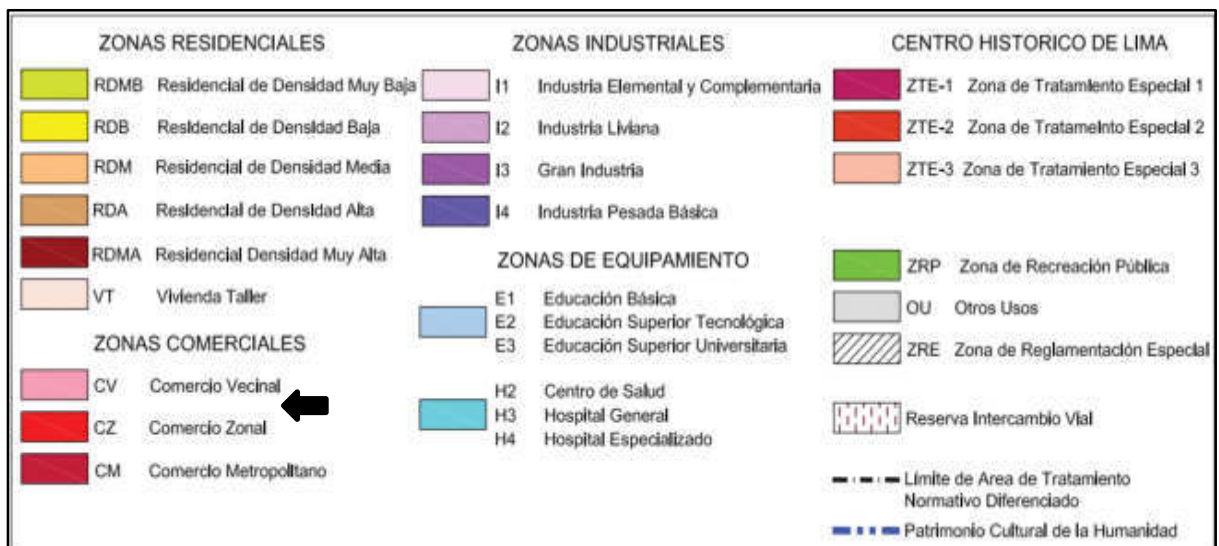 ZONAS RESIDENCIALES
RDMB Residencial de Densidad Muy Baja
RDB Residencial de Densidad Baja
RDM Residencial de Densidad Media
RDA Residencial de Densidad Alta
RDMA Residencial Densidad Muy Alta
VT Vivienda Taller
ZONAS COMERCIALES
CV Comercio Vecinal
CZ Comercio Zonal
CM Comercio Metropolitano
ZONAS INDUSTRIALES
I1 Industria Elemental y Complementaria
I2 Industria Liviana
I3 Gran Industria
I4 Industria Pesada Básica
ZONAS DE EQUIPAMIENTO
E1 Educación Básica
E2 Educación Superior Tecnológica
E3 Educación Superior Universitaria
H2 Centro de Salud
H3 Hospital General
H4 Hospital Especializado
CENTRO HISTORICO DE LIMA
ZTE-1 Zona de Tratamiento Especial 1
ZTE-2 Zona de Tratameinto Especial 2
ZTE-3 Zona de Tratamiento Especial 3
ZRP Zona de Recreación Pública
OU Otros Usos
ZRE Zona de Reglamentación Especial
Reserva Intercambio Vial
Límite de Area de Tratamiento
Normativo Diferenciado
Patrimonio Cultural de la Humanidad